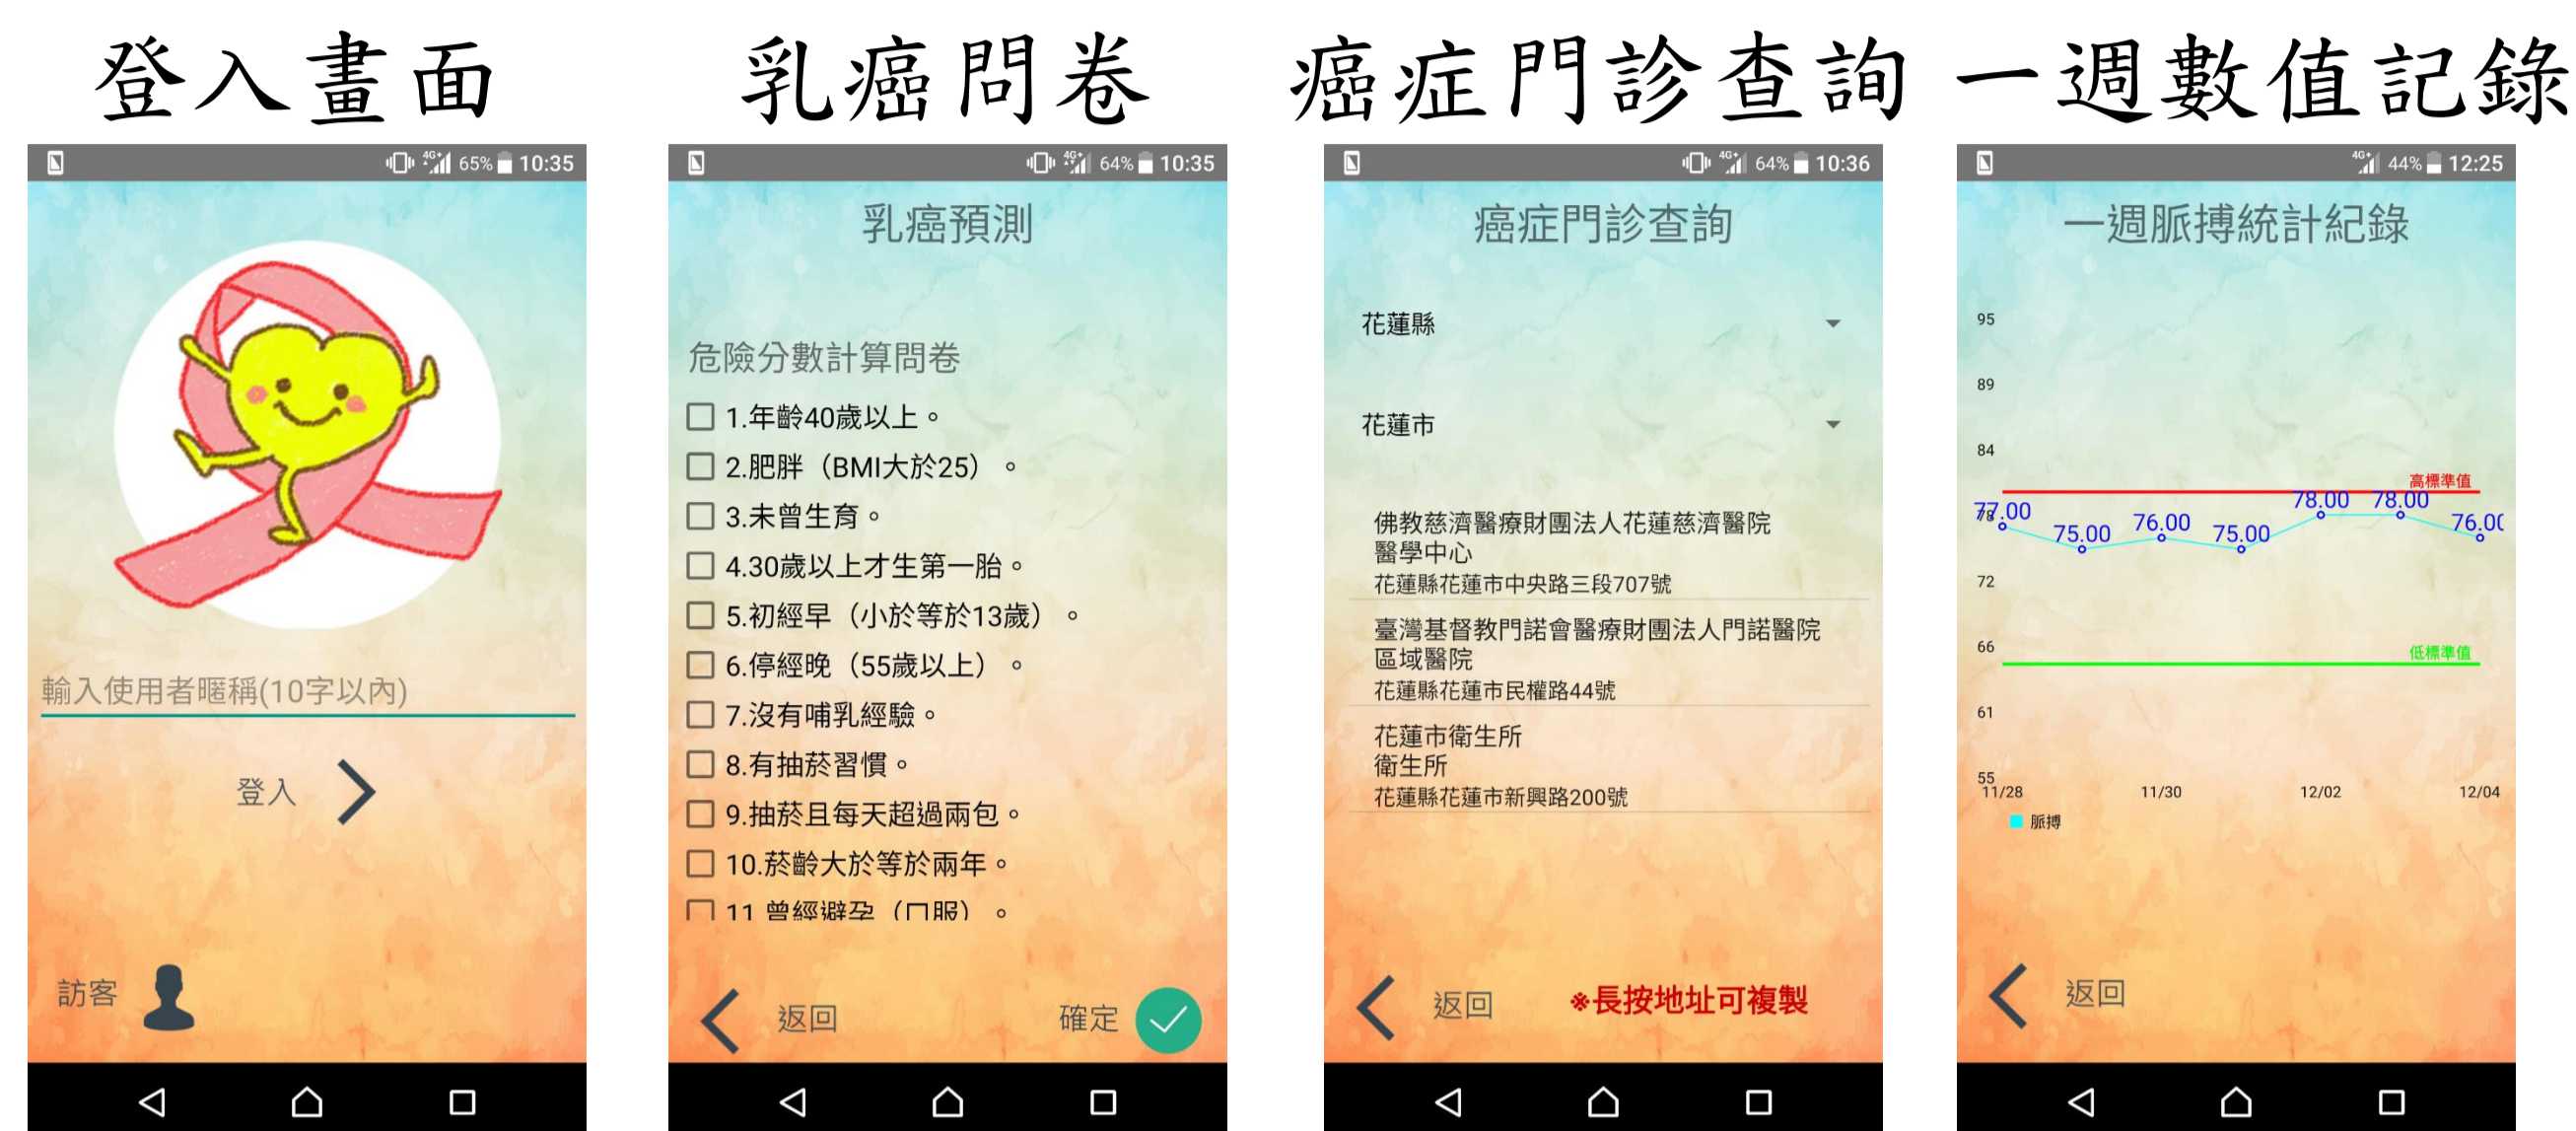 登入畫面
乳癌問卷
癌症門診查詢
一週數值記錄
4G+ 65% 10:35
輸入使用者暱稱(10字以內)
登入
訪客
4G+ 64% 10:35
乳癌預測
危險分數計算問卷
1.年齡40歲以上。
2.肥胖（BMI大於25）。
3.未曾生育。
4.30歲以上才生第一胎。
5.初經早（小於等於13歲）。
6.停經晚（55歲以上）。
7.沒有哺乳經驗。
8.有抽菸習慣。
9.抽菸且每天超過兩包。
10.菸齡大於等於兩年。
11.曾經避孕（口服）。
返回
確定
4G+ 64% 10:36
癌症門診查詢
花蓮縣
花蓮市
佛教慈濟醫療財團法人花蓮慈濟醫院
醫學中心
花蓮縣花蓮市中央路三段707號
臺灣基督教門諾會醫療財團法人門諾醫院
區域醫院
花蓮縣花蓮市民權路44號
花蓮市衛生所
衛生所
花蓮縣花蓮市新興路200號
返回
※長按地址可複製
4G+ 44% 12:25
一週脈搏統計紀錄
95
89
84
高標準值
78
77.00 75.00 76.00 75.00 78.00 78.00 76.00
72
66
低標準值
61
55
11/28 11/30 12/02 12/04
脈搏
返回